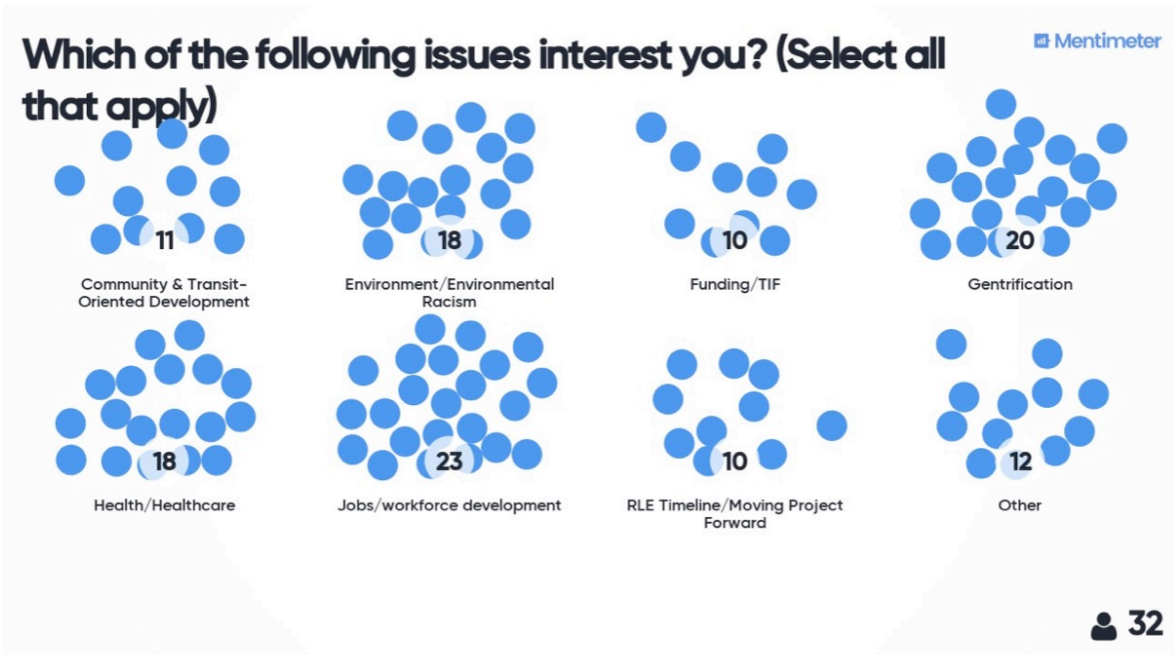 Which of the following issues interest you? (Select all
that apply)
Mentimeter
11
18
10
20
Community & Transit-
Oriented Development
Environment/Environmental
Racism
Funding/TIF
Gentrification
18
23
10
12
Health/Healthcare
Jobs/workforce development
RLE Timeline/Moving Project
Forward
Other
32